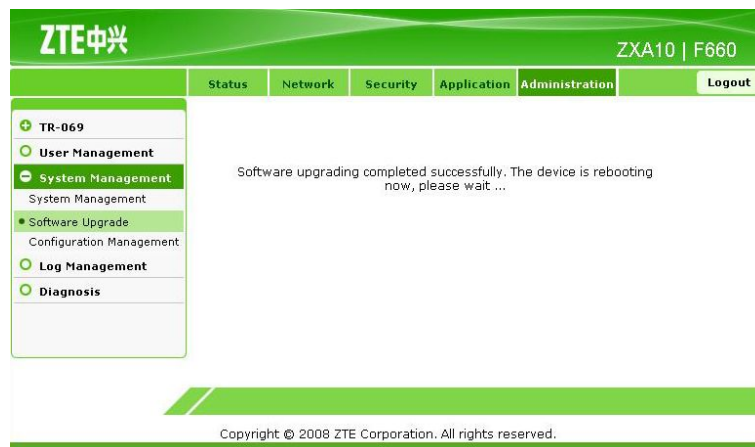 ZTE中兴
ZXA10 | F660
Status Network Security Application Administration Logout
TR-069
User Management
System Management
System Management
Software Upgrade
Configuration Management
Log Management
Diagnosis
Software upgrading completed successfully. The device is rebooting
now, please wait ...
Copyright © 2008 ZTE Corporation. All rights reserved.